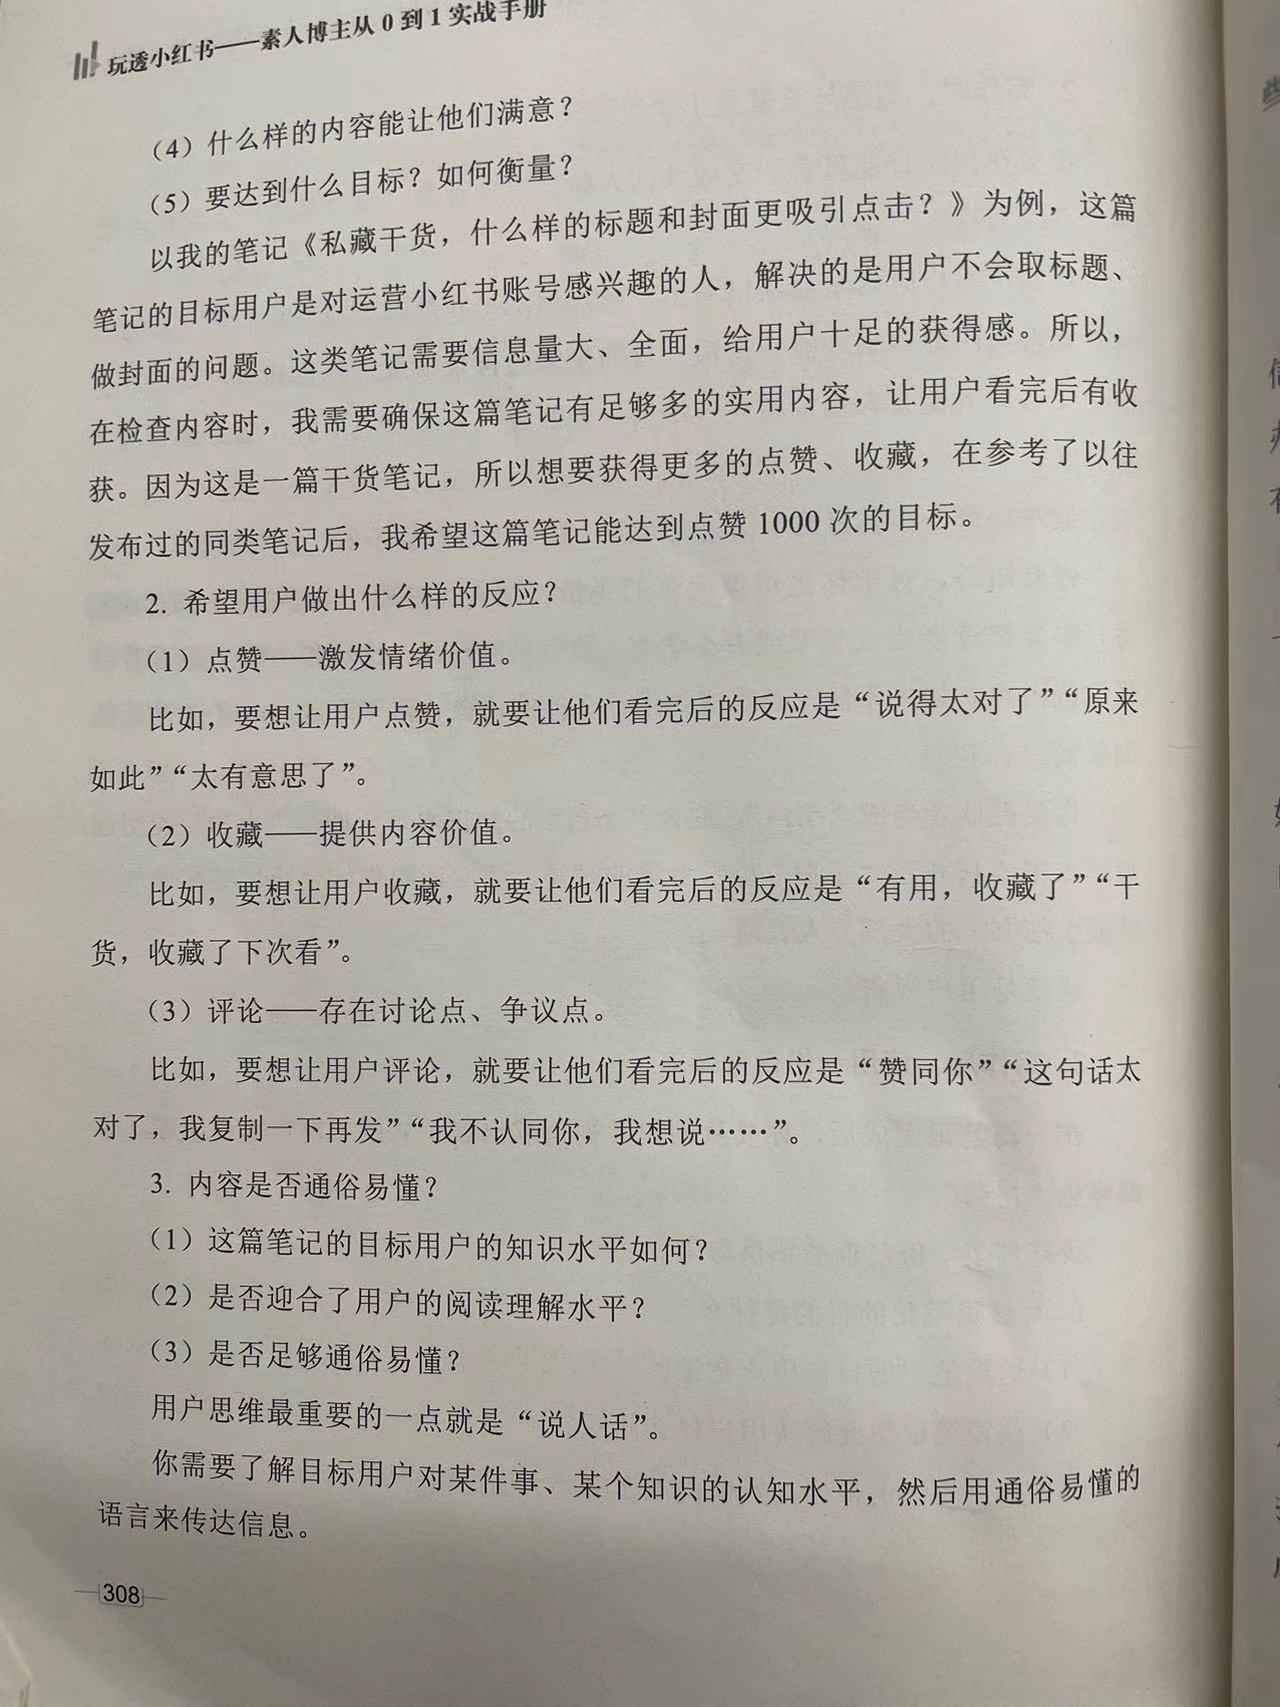 玩透小红书——素人博主从0到1实战手册
（4）什么样的内容能让他们满意？
（5）要达到什么目标？如何衡量？
以我的笔记《私藏干货，什么样的标题和封面更吸引点击？》为例，这篇
笔记的目标用户是对运营小红书账号感兴趣的人，解决的是用户不会取标题、
做封面的问题。这类笔记需要信息量大、全面，给用户十足的获得感。所以，
在检查内容时，我需要确保这篇笔记有足够多的实用内容，让用户看完后有收
获。因为这是一篇干货笔记，所以想要获得更多的点赞、收藏，在参考了以往
发布过的同类笔记后，我希望这篇笔记能达到点赞1000次的目标。
2. 希望用户做出什么样的反应？
（1）点赞——激发情绪价值。
比如，要想让用户点赞，就要让他们看完后的反应是“说得太对了”“原来
如此”“太有意思了”。
（2）收藏——提供内容价值。
比如，要想让用户收藏，就要让他们看完后的反应是“有用，收藏了”“干
货，收藏了下次看”。
（3）评论——存在讨论点、争议点。
比如，要想让用户评论，就要让他们看完后的反应是“赞同你”“这句话太
对了，我复制一下再发”“我不认同你，我想说……”。
3. 内容是否通俗易懂？
（1）这篇笔记的目标用户的知识水平如何？
（2）是否迎合了用户的阅读理解水平？
（3）是否足够通俗易懂？
用户思维最重要的一点就是“说人话”。
你需要了解目标用户对某件事、某个知识的认知水平，然后用通俗易懂的
语言来传达信息。
308